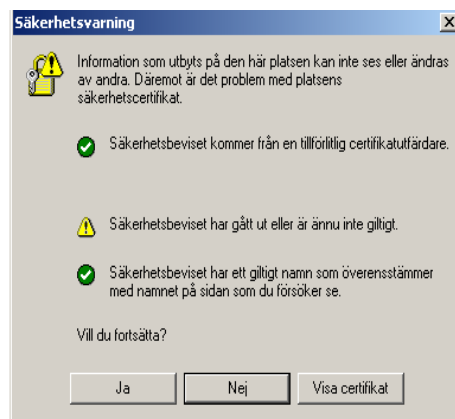 Säkerhetsvarning
Information som utbyts på den här platsen kan inte ses eller ändras
av andra. Däremot är det problem med platsens
säkerhetscertifikat.
Säkerhetsbeviset kommer från en tillförlitlig certifikatutfärdare.
Säkerhetsbeviset har gått ut eller är ännu inte giltigt.
Säkerhetsbeviset har ett giltigt namn som överensstämmer
med namnet på sidan som du försöker se.
Vill du fortsätta?
Ja
Nej
Visa certifikat